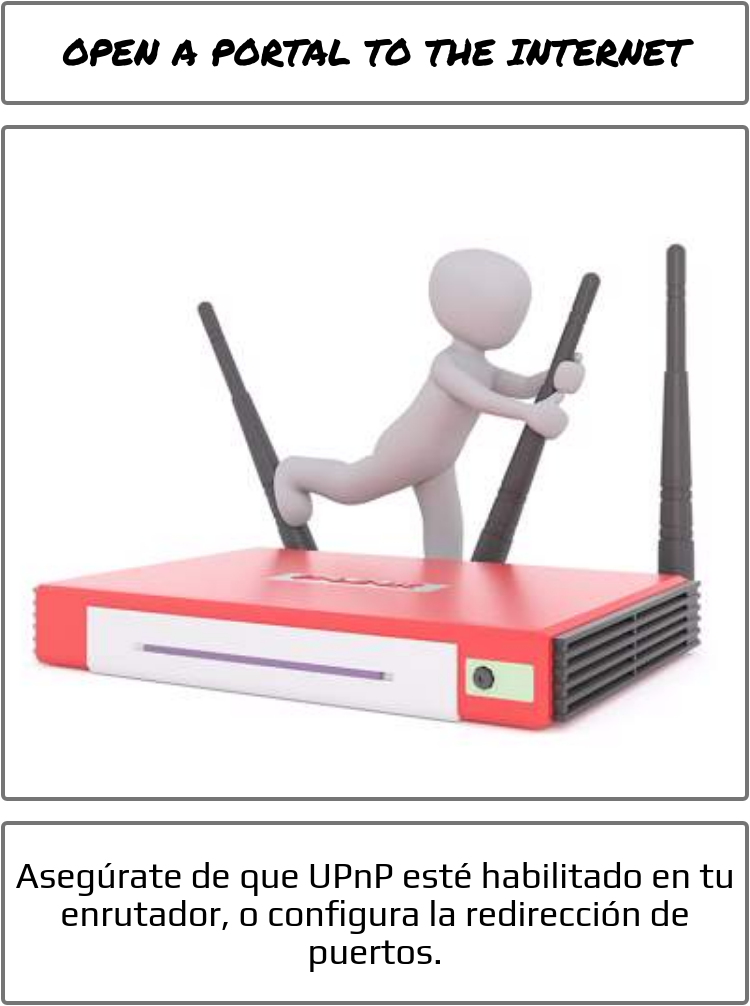 OPEN A PORTAL TO THE INTERNET
Asegúrate de que UPnP esté habilitado en tu
enrutador, o configura la redirección de
puertos.